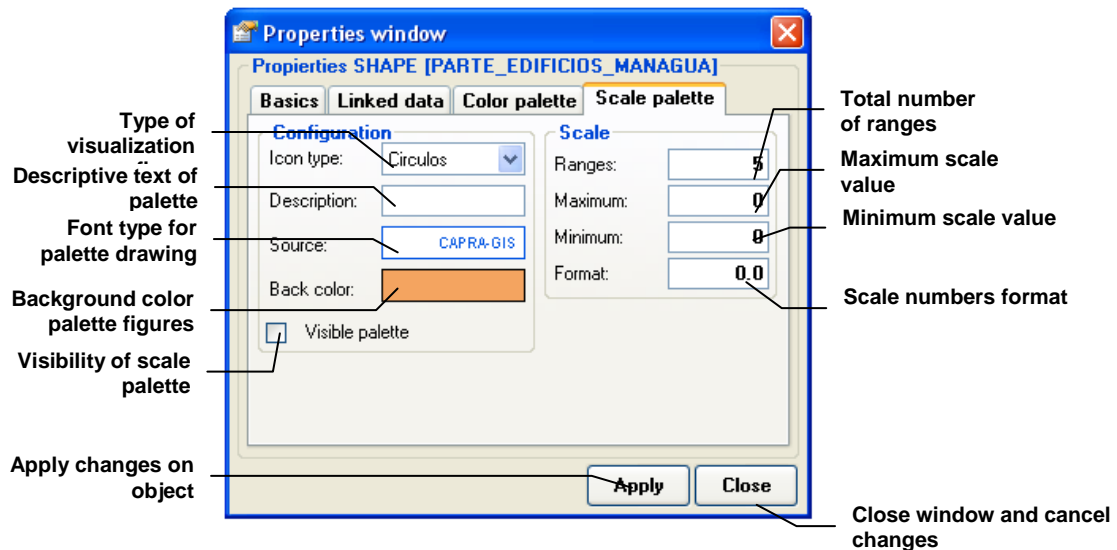 Properties window
Propierties SHAPE [PARTE_EDIFICIOS_MANAGUA]
Basics Linked data Color palette Scale palette
Configuration
Icon type: Circulos
Description:
Source: CAPRA-GIS
Back color:
Visible palette
Scale
Ranges: 5
Maximum: 0
Minimum: 0
Format: 0.0
Apply Close
Type of
visualization
Descriptive text of
palette
Font type for
palette drawing
Background color
palette figures
Visibility of scale
palette
Apply changes on
object
Total number
of ranges
Maximum scale
value
Minimum scale value
Scale numbers format
Close window and cancel
changes